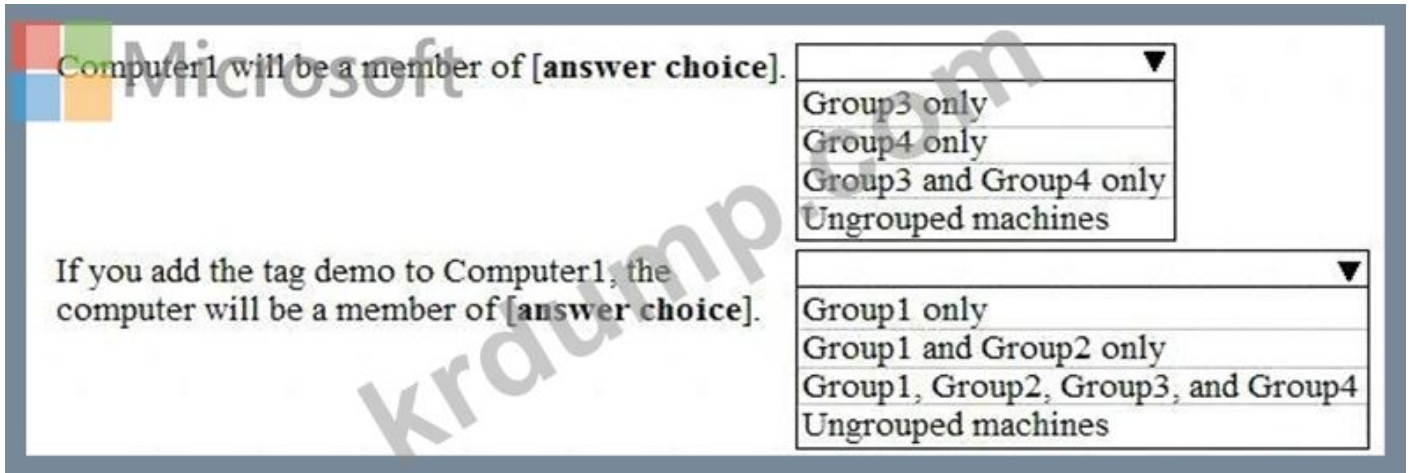 Microsoft
Computer1 will be a member of [answer choice].
Group3 only
Group4 only
Group3 and Group4 only
Ungrouped machines
If you add the tag demo to Computer1, the
computer will be a member of [answer choice].
Group1 only
Group1 and Group2 only
Group1, Group2, Group3, and Group4
Ungrouped machines
krdump.com